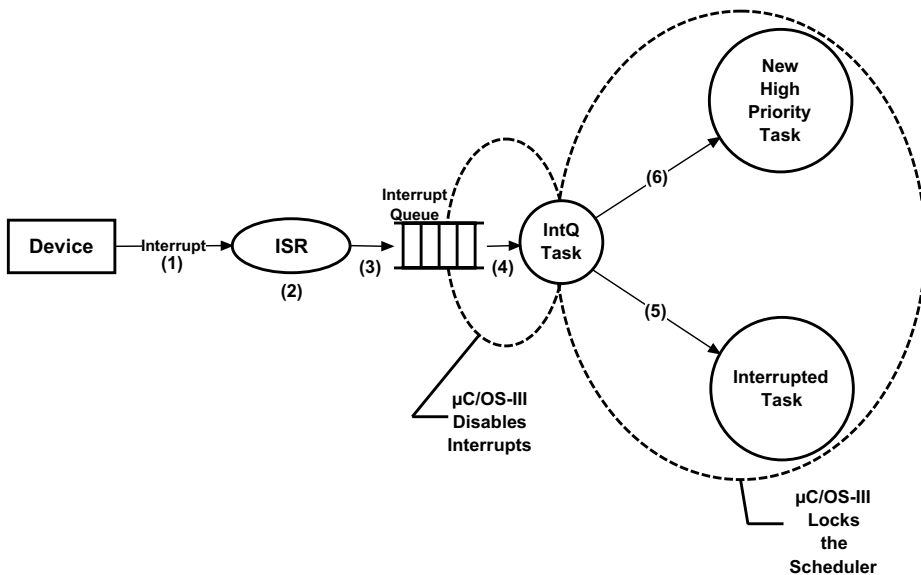 New
High
Priority
Task
(6)
Interrupt
Queue
Device
Interrupt
(1)
ISR
(2)
(3)
(4)
IntQ
Task
(5)
Interrupted
Task
µC/OS-III
Disables
Interrupts
µC/OS-III
Locks
the
Scheduler